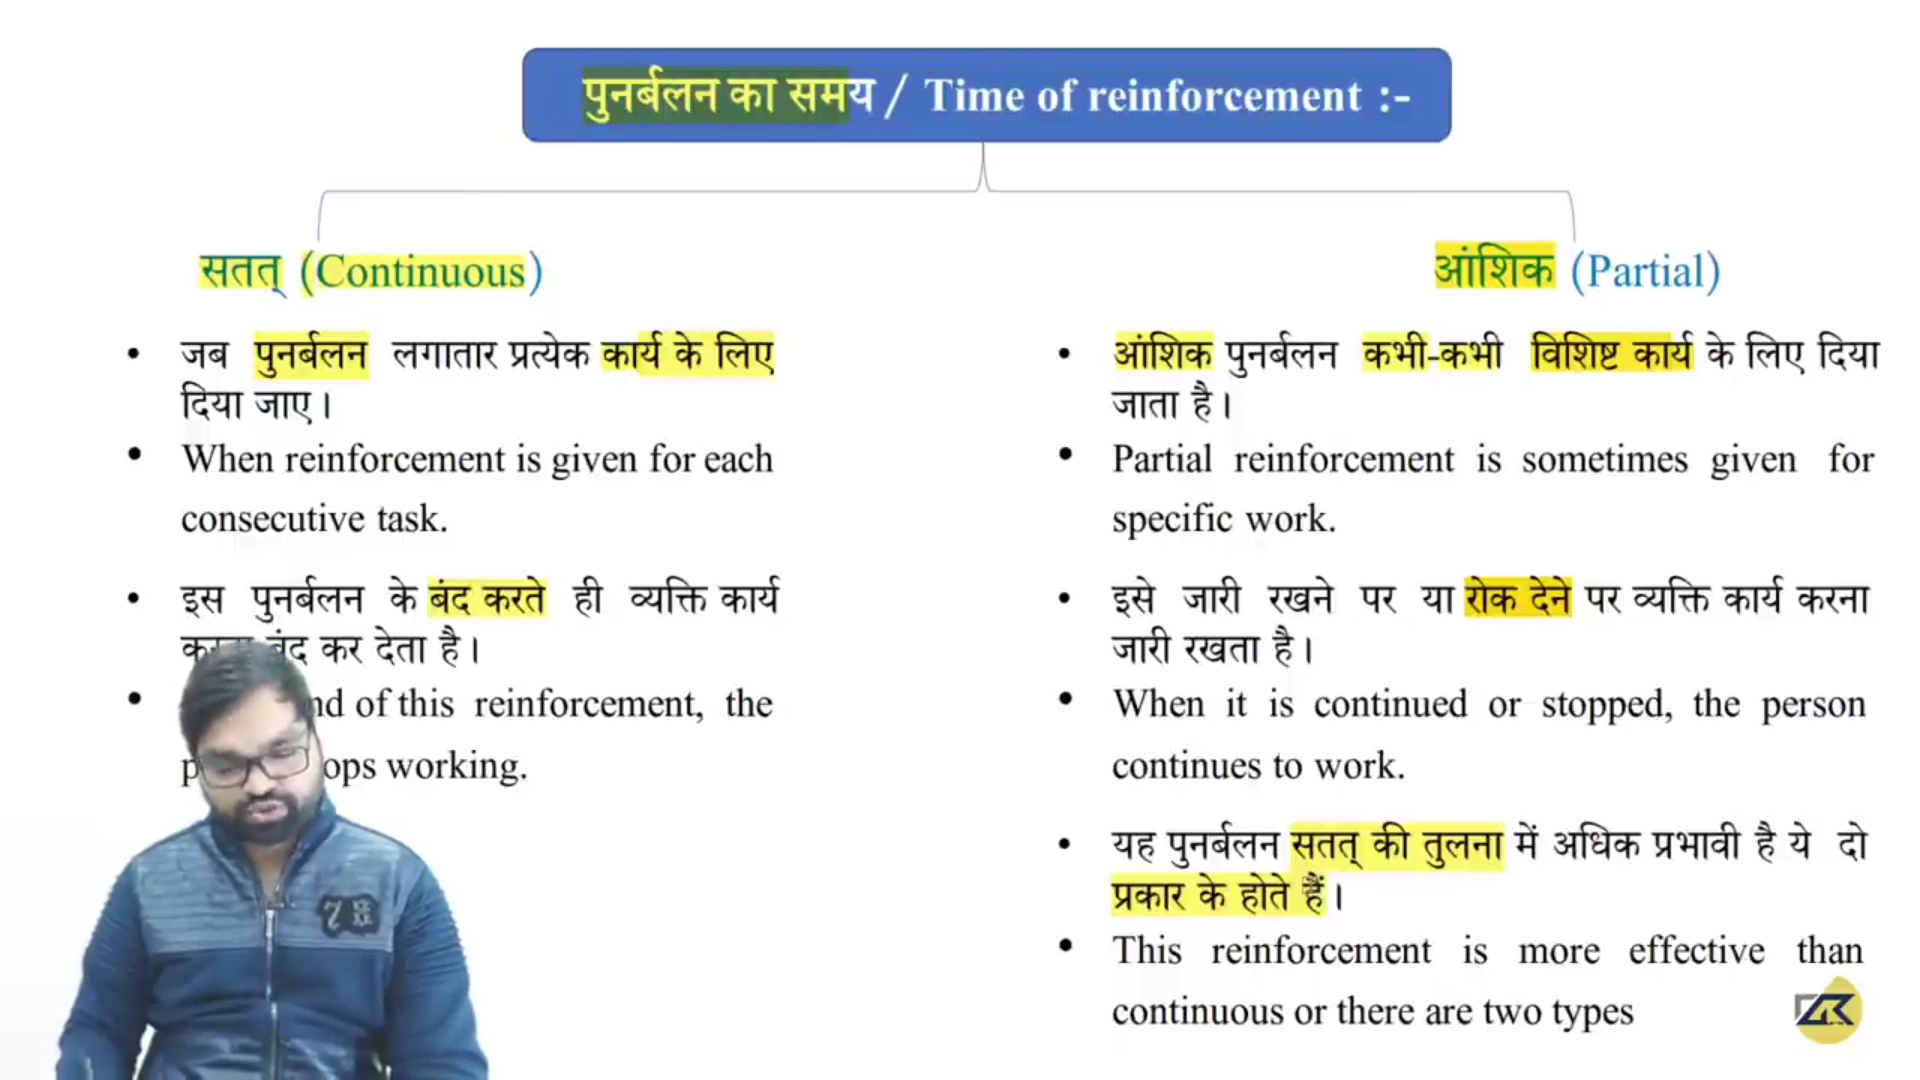 पुनर्बलन का समय / Time of reinforcement :-
सतत् (Continuous)
• जब पुनर्बलन लगातार प्रत्येक कार्य के लिए
दिया जाए।
• When reinforcement is given for each
consecutive task.
• इस पुनर्बलन के बंद करते ही व्यक्ति कार्य
बंद कर देता है।
• of this reinforcement, the
working.
आंशिक (Partial)
• आंशिक पुनर्बलन कभी-कभी विशिष्ट कार्य के लिए दिया
जाता है।
• Partial reinforcement is sometimes given for
specific work.
• इसे जारी रखने पर या रोक देने पर व्यक्ति कार्य करना
जारी रखता है।
• When it is continued or stopped, the person
continues to work.
• यह पुनर्बलन सतत् की तुलना में अधिक प्रभावी है ये दो
प्रकार के होते हैं।
• This reinforcement is more effective than
continuous or there are two types